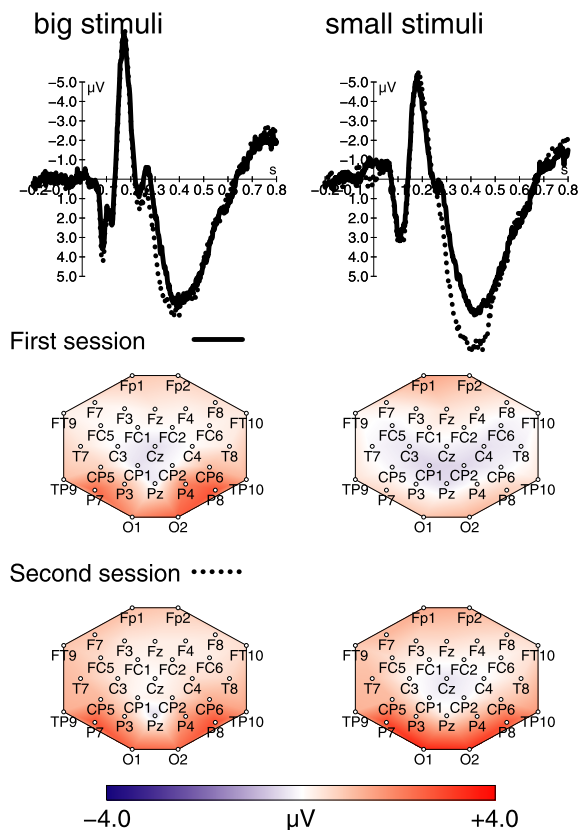 big stimuli small stimuli
−5.0 µV −5.0 µV
−4.0 −4.0
−3.0 −3.0
−2.0 −2.0
−1.0 s −1.0 s
−0.2 0.1 0.2 0.3 0.4 0.5 0.6 0.7 0.8 −0.2 0.1 0.2 0.3 0.4 0.5 0.6 0.7 0.8
1.0 1.0
2.0 2.0
3.0 3.0
4.0 4.0
5.0 5.0
First session
Fp1 Fp2 Fp1 Fp2
F7 F3 Fz F4 F8 F7 F3 Fz F4 F8
FT9 FC5 FC1 FC2 FC6 FT10 FT9 FC5 FC1 FC2 FC6 FT10
T7 C3 Cz C4 T8 T7 C3 Cz C4 T8
CP5 CP1 CP2 CP6 CP5 CP1 CP2 CP6
TP9 P7 P3 Pz P4 P8 TP10 TP9 P7 P3 Pz P4 P8 TP10
O1 O2 O1 O2
Second session
Fp1 Fp2 Fp1 Fp2
F7 F3 Fz F4 F8 F7 F3 Fz F4 F8
FT9 FC5 FC1 FC2 FC6 FT10 FT9 FC5 FC1 FC2 FC6 FT10
T7 C3 Cz C4 T8 T7 C3 Cz C4 T8
CP5 CP1 CP2 CP6 CP5 CP1 CP2 CP6
TP9 P7 P3 Pz P4 P8 TP10 TP9 P7 P3 Pz P4 P8 TP10
O1 O2 O1 O2
−4.0 µV +4.0